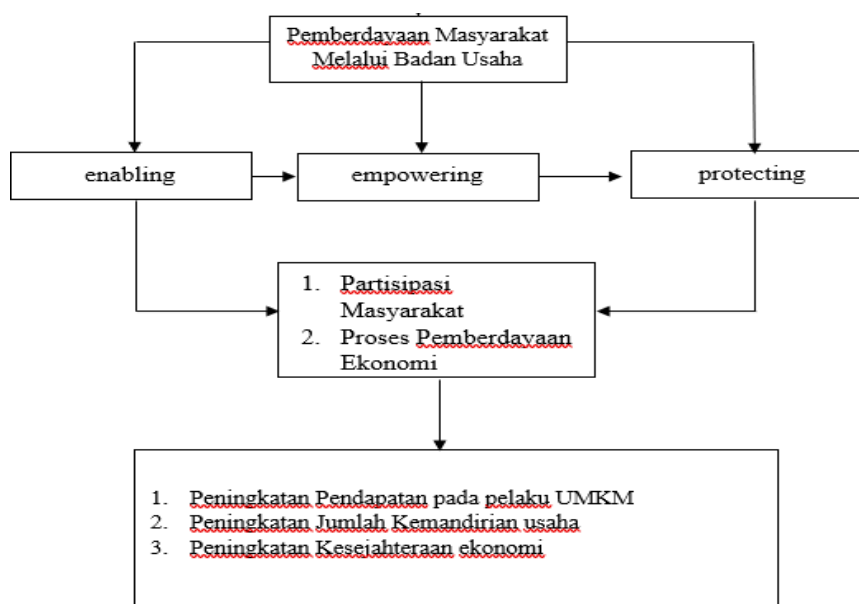 Pemberdayaan Masyarakat
Melalui Badan Usaha
enabling
empowering
protecting
1. Partisipasi
Masyarakat
2. Proses Pemberdayaan
Ekonomi
1. Peningkatan Pendapatan pada pelaku UMKM
2. Peningkatan Jumlah Kemandirian usaha
3. Peningkatan Kesejahteraan ekonomi